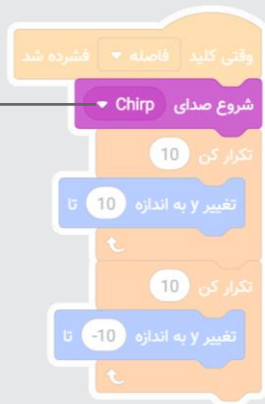 وقتی کلید فاصله فشرده شد
شروع صدای Chirp
تکرار کن 10
تغییر y به اندازه 10 تا
تکرار کن 10
تغییر y به اندازه -10 تا